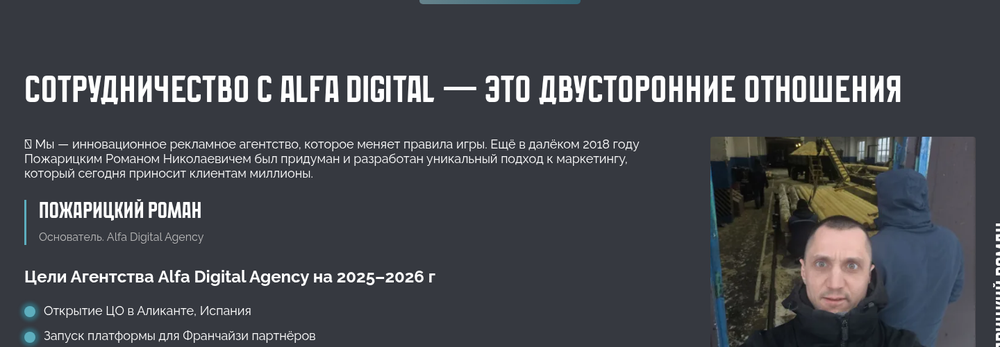 СОТРУДНИЧЕСТВО С ALFA DIGITAL — ЭТО ДВУСТОРОННИЕ ОТНОШЕНИЯ
Мы — инновационное рекламное агентство, которое меняет правила игры. Ещё в далёком 2018 году
Пожарицким Романом Николаевичем был придуман и разработан уникальный подход к маркетингу,
который сегодня приносит клиентам миллионы.
ПОЖАРИЦКИЙ РОМАН
Основатель. Alfa Digital Agency
Цели Агентства Alfa Digital Agency на 2025–2026 г
Открытие ЦО в Аликанте, Испания
Запуск платформы для Франчайзи партнёров